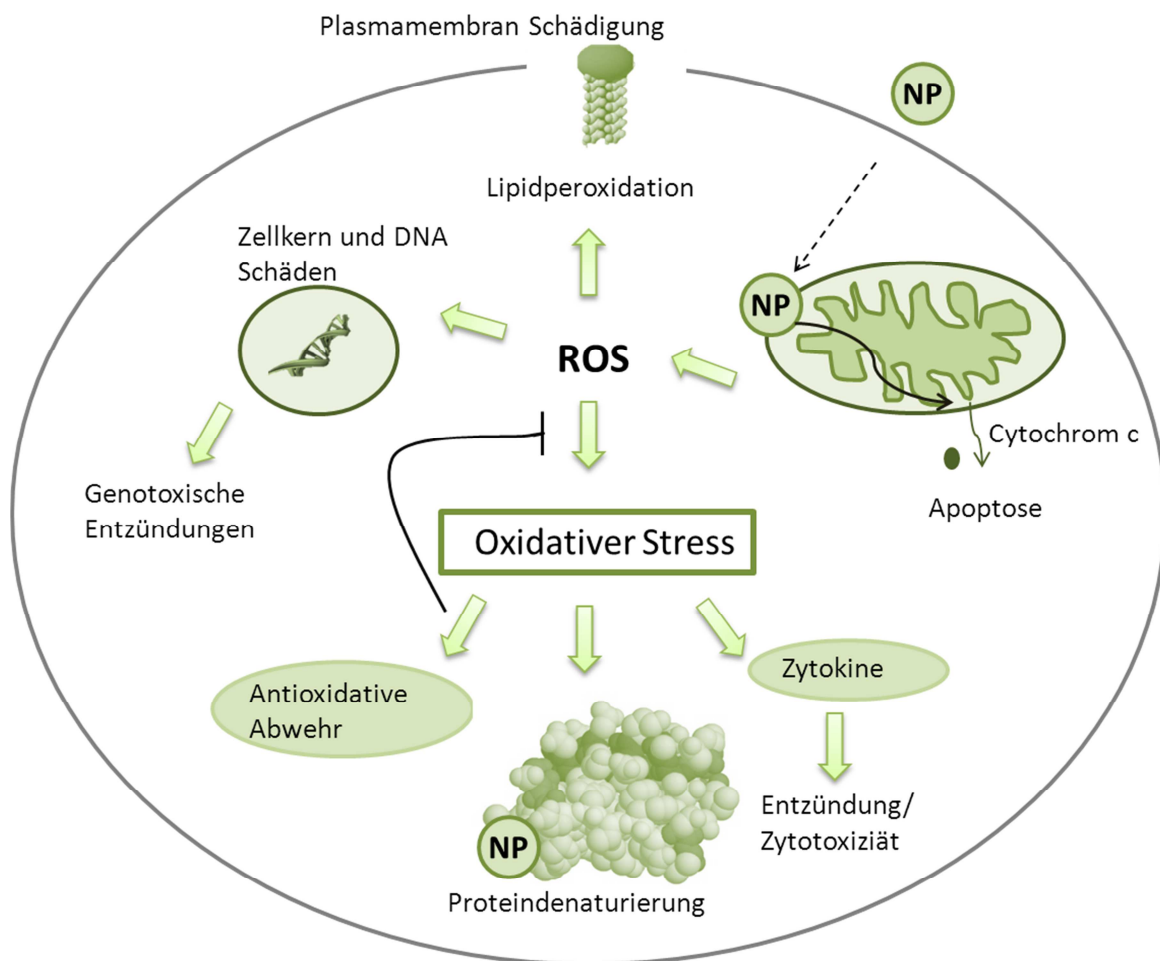 Plasmamembran Schädigung
NP
Lipidperoxidation
Zellkern und DNA
Schäden
NP
ROS
Cytochrom c
Apoptose
Genotoxische
Entzündungen
Oxidativer Stress
Antioxidative
Abwehr
Zytokine
Entzündung/
Zytotoxiziät
NP
Proteindenaturierung